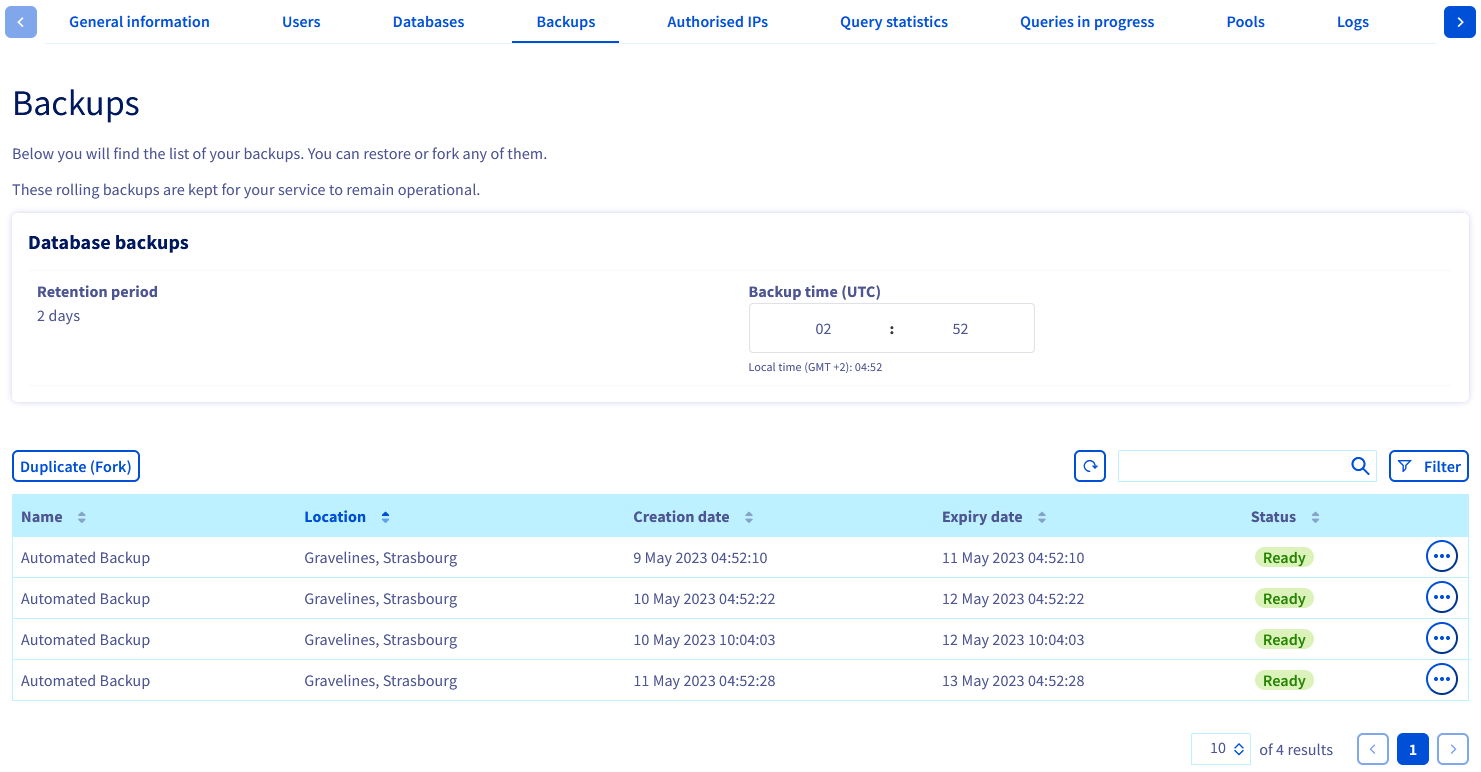 General information Users Databases Backups Authorised IPs Query statistics Queries in progress Pools Logs
Backups
Below you will find the list of your backups. You can restore or fork any of them.
These rolling backups are kept for your service to remain operational.
Database backups
Retention period
2 days
Backup time (UTC)
02 : 52
Local time (GMT +2): 04:52
Duplicate (Fork) Filter
Name Location Creation date Expiry date Status
Automated Backup Gravelines, Strasbourg 9 May 2023 04:52:10 11 May 2023 04:52:10 Ready
Automated Backup Gravelines, Strasbourg 10 May 2023 04:52:22 12 May 2023 04:52:22 Ready
Automated Backup Gravelines, Strasbourg 10 May 2023 10:04:03 12 May 2023 10:04:03 Ready
Automated Backup Gravelines, Strasbourg 11 May 2023 04:52:28 13 May 2023 04:52:28 Ready
10 of 4 results 1